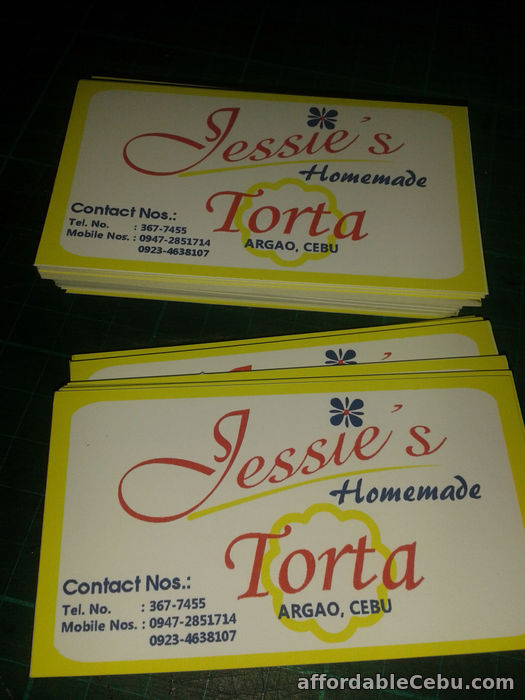 Jessie's
Homemade
Torta
ARGAO, CEBU
Contact Nos.:
Tel. No. : 367-7455
Mobile Nos. : 0947-2851714
0923-4638107
Jessie's
Homemade
Torta
ARGAO, CEBU
Contact Nos.:
Tel. No. : 367-7455
Mobile Nos. : 0947-2851714
0923-4638107
affordableCebu.com